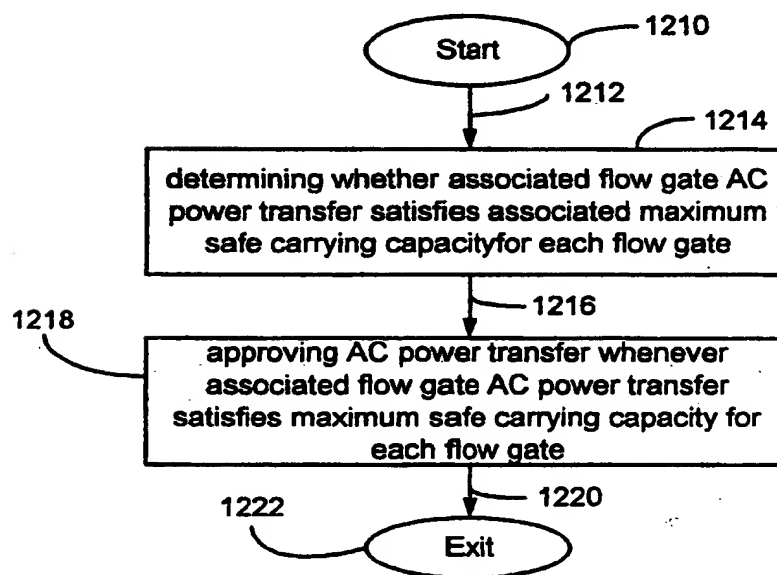 Start
1210
1212
1214
determining whether associated flow gate AC
power transfer satisfies associated maximum
safe carrying capacityfor each flow gate
1216
1218
approving AC power transfer whenever
associated flow gate AC power transfer
satisfies maximum safe carrying capacity for
each flow gate
1220
1222
Exit